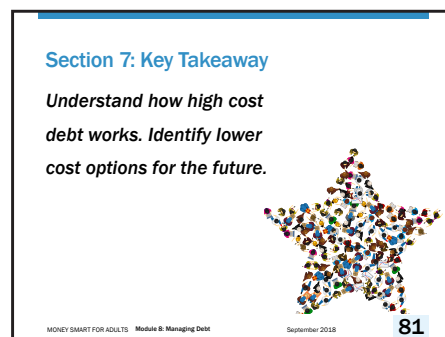 Section 7: Key Takeaway
Understand how high cost
debt works. Identify lower
cost options for the future.
MONEY SMART FOR ADULTS Module 8: Managing Debt September 2018 81